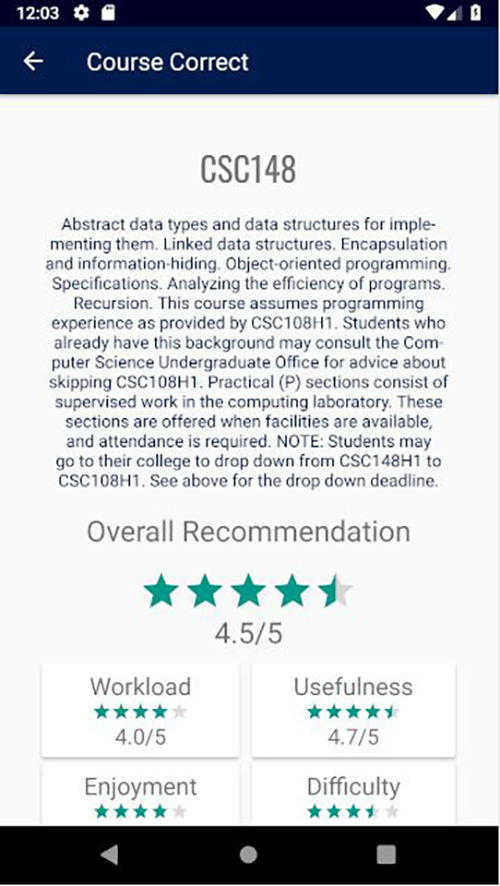 12:03
Course Correct
CSC148
Abstract data types and data structures for imple-
menting them. Linked data structures. Encapsulation
and information-hiding. Object-oriented programming.
Specifications. Analyzing the efficiency of programs.
Recursion. This course assumes programming
experience as provided by CSC108H1. Students who
already have this background may consult the Com-
puter Science Undergraduate Office for advice about
skipping CSC108H1. Practical (P) sections consist of
supervised work in the computing laboratory. These
sections are offered when facilities are available,
and attendance is required. NOTE: Students may
go to their college to drop down from CSC148H1 to
CSC108H1. See above for the drop down deadline.
Overall Recommendation
4.5/5
Workload
4.0/5
Usefulness
4.7/5
Enjoyment
Difficulty